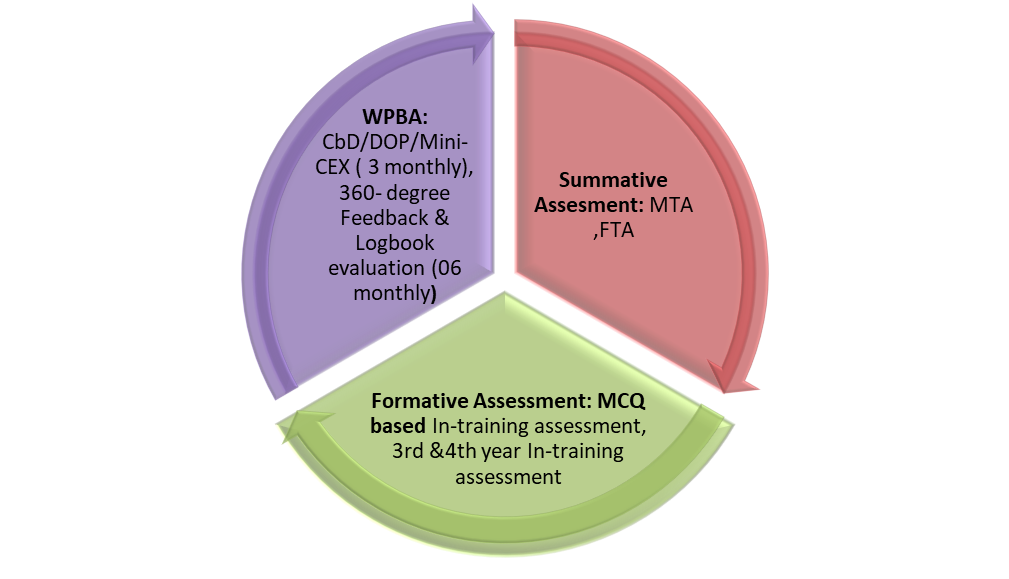 WPBA:
CbD/DOP/Mini-
CEX ( 3 monthly),
360- degree
Feedback &
Logbook
evaluation (06
monthly)
Summative
Assesment: MTA
,FTA
Formative Assessment: MCQ
based In-training assessment,
3rd &4th year In-training
assessment